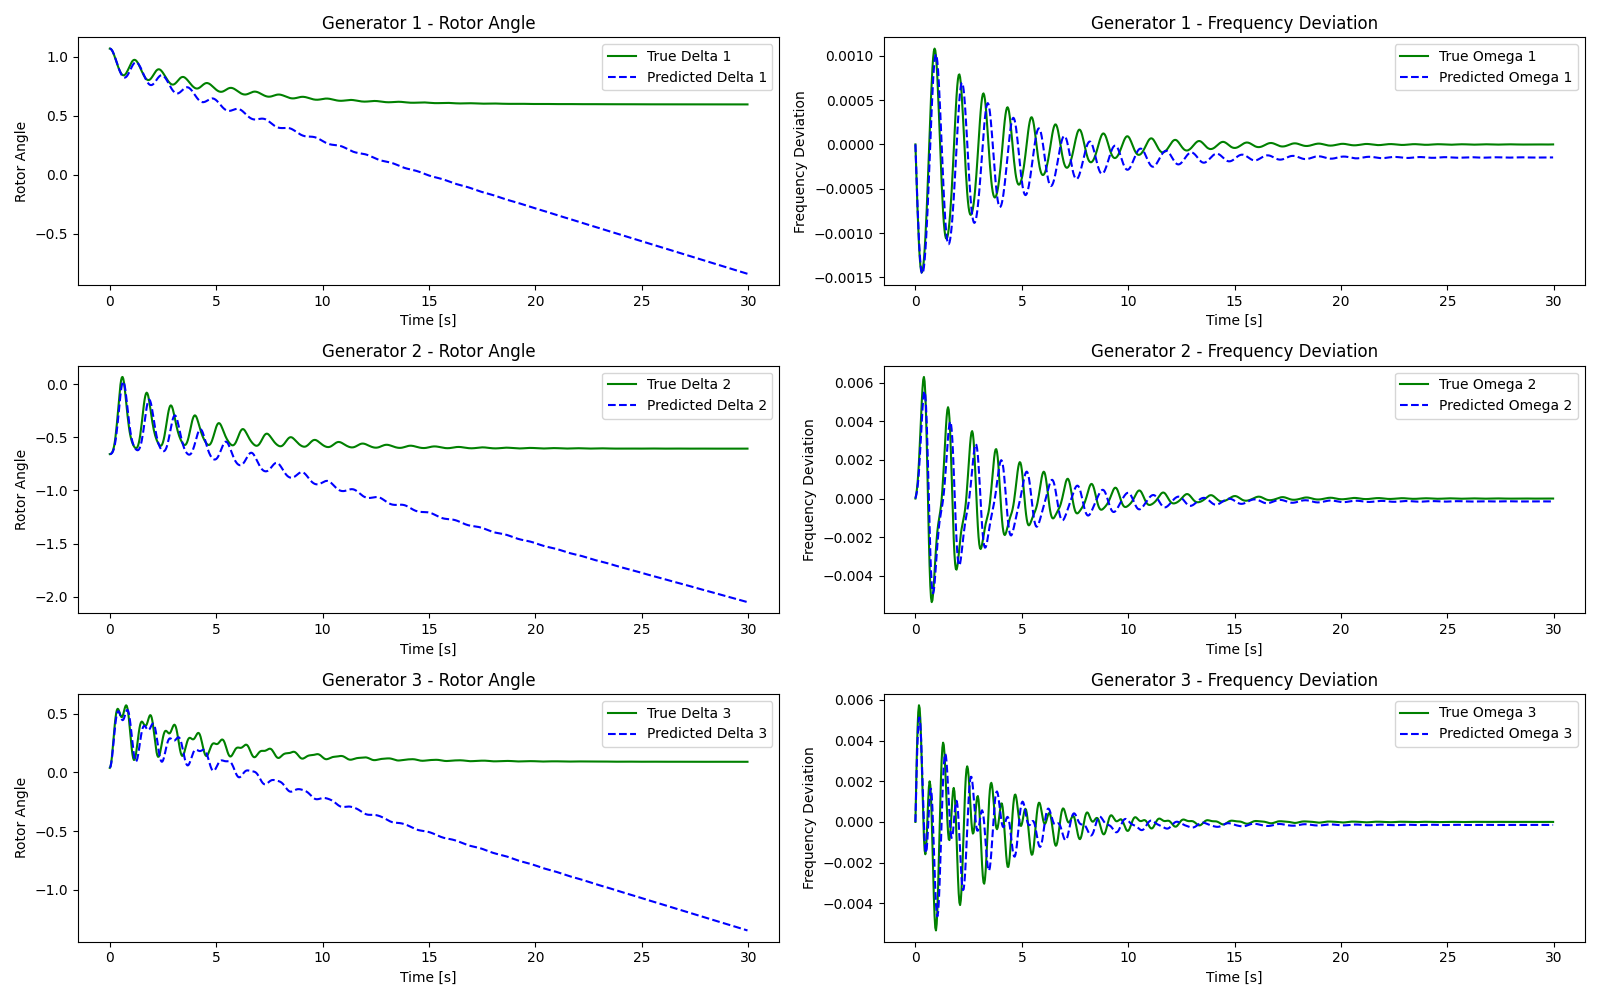 Generator 1 - Rotor Angle
Rotor Angle
1.0
0.5
0.0
−0.5
True Delta 1
Predicted Delta 1
0 5 10 15 20 25 30
Time [s]
Generator 1 - Frequency Deviation
Frequency Deviation
0.0010
0.0005
0.0000
−0.0005
−0.0010
−0.0015
True Omega 1
Predicted Omega 1
0 5 10 15 20 25 30
Time [s]
Generator 2 - Rotor Angle
Rotor Angle
0.0
−0.5
−1.0
−1.5
−2.0
True Delta 2
Predicted Delta 2
0 5 10 15 20 25 30
Time [s]
Generator 2 - Frequency Deviation
Frequency Deviation
0.006
0.004
0.002
0.000
−0.002
−0.004
True Omega 2
Predicted Omega 2
0 5 10 15 20 25 30
Time [s]
Generator 3 - Rotor Angle
Rotor Angle
0.5
0.0
−0.5
−1.0
True Delta 3
Predicted Delta 3
0 5 10 15 20 25 30
Time [s]
Generator 3 - Frequency Deviation
Frequency Deviation
0.006
0.004
0.002
0.000
−0.002
−0.004
True Omega 3
Predicted Omega 3
0 5 10 15 20 25 30
Time [s]